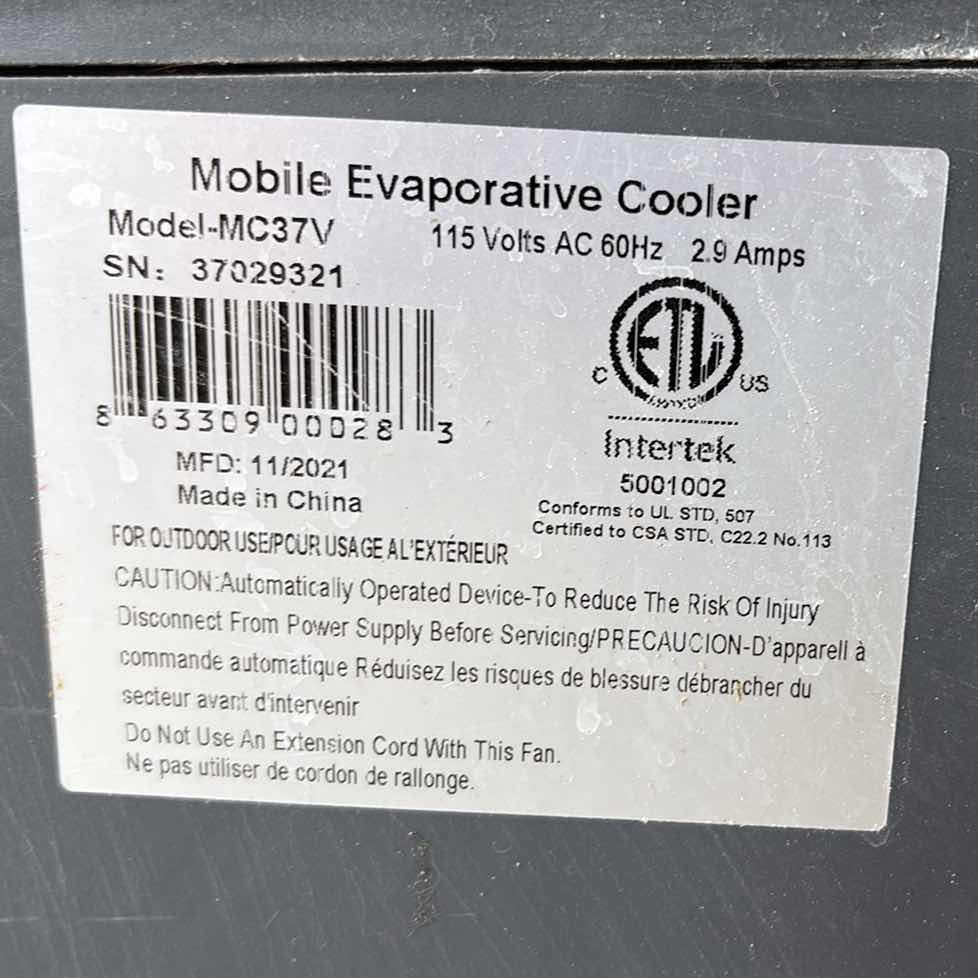 Mobile Evaporative Cooler
Model-MC37V
115 Volts AC 60Hz 2.9 Amps
SN: 37029321
8 63309 00028 3
MFD: 11/2021
Made in China
ETL
C US
Intertek
5001002
Conforms to UL STD, 507
Certified to CSA STD, C22.2 No.113
FOR OUTDOOR USE/POUR USAGE A L'EXTÉRIEUR
CAUTION:Automatically Operated Device-To Reduce The Risk Of Injury
Disconnect From Power Supply Before Servicing/PRECAUCION-D'apparell à
commande automatique Réduisez les risques de blessure débrancher du
secteur avant d'intervenir
Do Not Use An Extension Cord With This Fan.
Ne pas utiliser de cordon de rallonge.